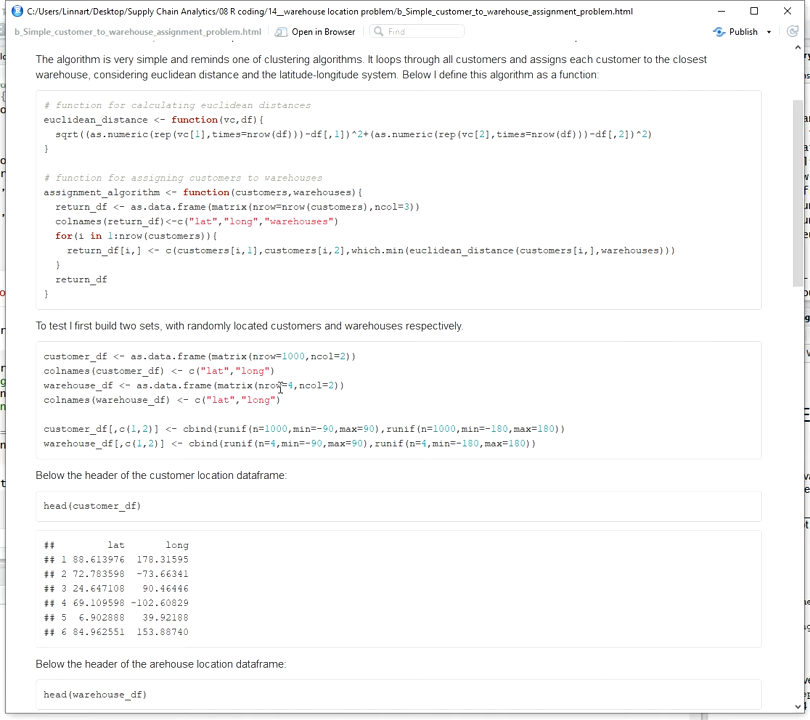 C:/Users/Linnart/Desktop/Supply Chain Analytics/08 R coding/14__warehouse location problem/b_Simple_customer_to_warehouse_assignment_problem.html
b_Simple_customer_to_warehouse_assignment_problem.html Open in Browser Find Publish
The algorithm is very simple and reminds one of clustering algorithms. It loops through all customers and assigns each customer to the closest
warehouse, considering euclidean distance and the latitude-longitude system. Below I define this algorithm as a function:
# function for calculating euclidean distances
euclidean_distance <- function(vc,df){
sqrt((as.numeric(rep(vc[1],times=nrow(df)))-df[,1])^2+(as.numeric(rep(vc[2],times=nrow(df)))-df[,2])^2)
}
# function for assigning customers to warehouses
assignment_algorithm <- function(customers,warehouses){
return_df <- as.data.frame(matrix(nrow=nrow(customers),ncol=3))
colnames(return_df)<-c("lat","long","warehouses")
for(i in 1:nrow(customers)){
return_df[i,] <- c(customers[i,1],customers[i,2],which.min(euclidean_distance(customers[i,],warehouses)))
}
return_df
}
To test I first build two sets, with randomly located customers and warehouses respectively.
customer_df <- as.data.frame(matrix(nrow=1000,ncol=2))
colnames(customer_df) <- c("lat","long")
warehouse_df <- as.data.frame(matrix(nrow=4,ncol=2))
colnames(warehouse_df) <- c("lat","long")
customer_df[,c(1,2)] <- cbind(runif(n=1000,min=-90,max=90),runif(n=1000,min=-180,max=180))
warehouse_df[,c(1,2)] <- cbind(runif(n=4,min=-90,max=90),runif(n=4,min=-180,max=180))
Below the header of the customer location dataframe:
head(customer_df)
## lat long
## 1 88.613976 178.31595
## 2 72.783598 -73.66341
## 3 24.647108 90.46446
## 4 69.109598 -102.60829
## 5 6.902888 39.92188
## 6 84.962551 153.88740
Below the header of the arehouse location dataframe:
head(warehouse_df)